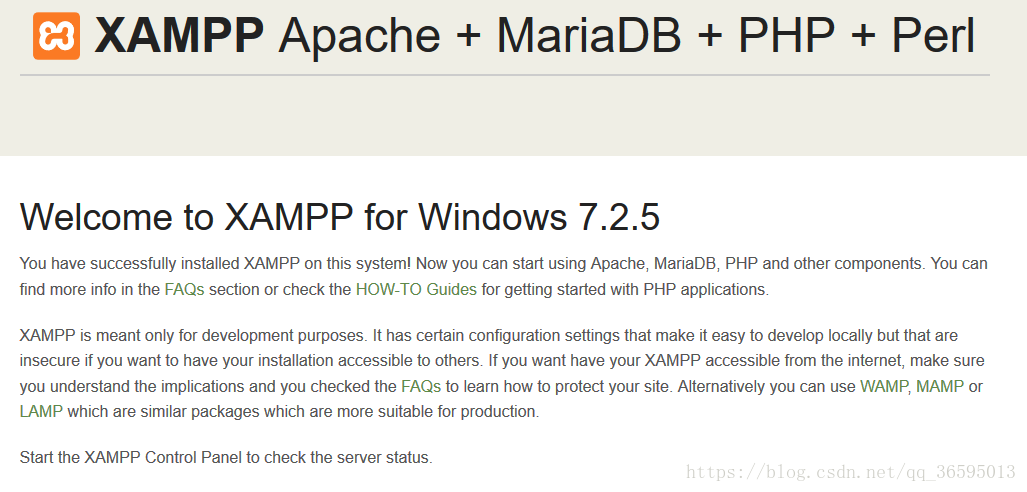 XAMPP Apache + MariaDB + PHP + Perl
Welcome to XAMPP for Windows 7.2.5
You have successfully installed XAMPP on this system! Now you can start using Apache, MariaDB, PHP and other components. You can
find more info in the FAQs section or check the HOW-TO Guides for getting started with PHP applications.
XAMPP is meant only for development purposes. It has certain configuration settings that make it easy to develop locally but that are
insecure if you want to have your installation accessible to others. If you want have your XAMPP accessible from the internet, make sure
you understand the implications and you checked the FAQs to learn how to protect your site. Alternatively you can use WAMP, MAMP or
LAMP which are similar packages which are more suitable for production.
Start the XAMPP Control Panel to check the server status.
https://blog.csdn.net/qq_36595013